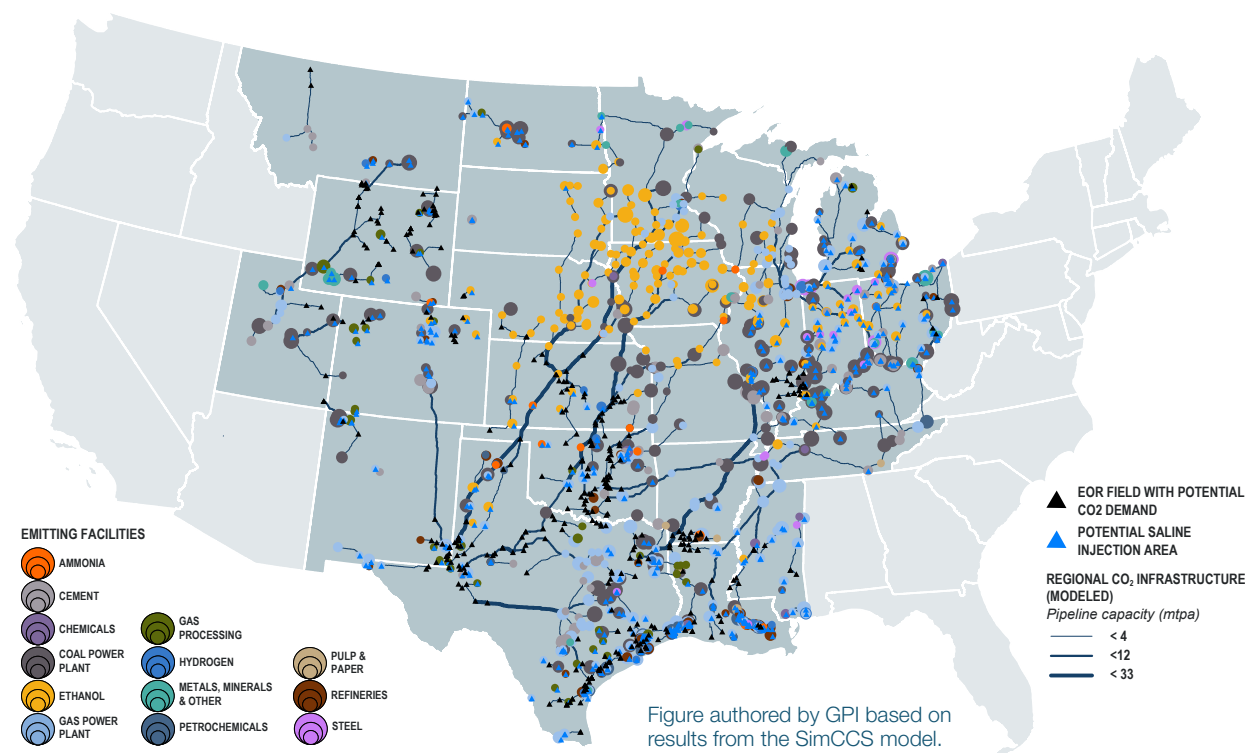 EOR FIELD WITH POTENTIAL
CO2 DEMAND
POTENTIAL SALINE
INJECTION AREA
REGIONAL CO₂ INFRASTRUCTURE
(MODELED)
Pipeline capacity (mtpa)
< 4
<12
< 33
EMITTING FACILITIES
AMMONIA
CEMENT
CHEMICALS
COAL POWER
PLANT
ETHANOL
GAS POWER
PLANT
GAS
PROCESSING
HYDROGEN
METALS, MINERALS
& OTHER
PETROCHEMICALS
PULP &
PAPER
REFINERIES
STEEL
Figure authored by GPI based on
results from the SimCCS model.